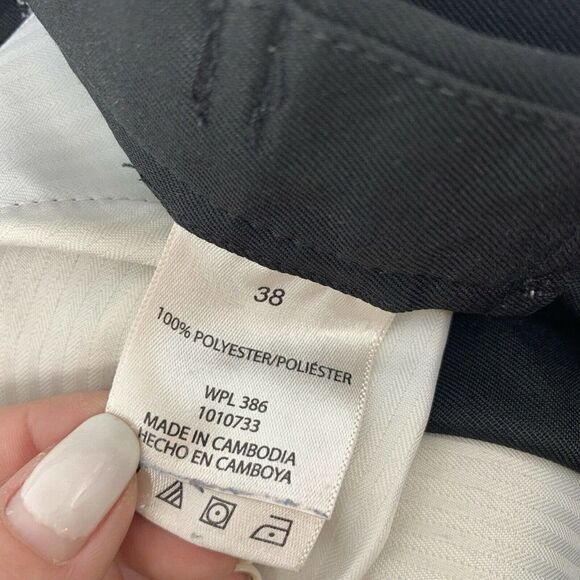 38
100% POLYESTER/POLIÉSTER
WPL 386
1010733
MADE IN CAMBODIA
HECHO EN CAMBOYA